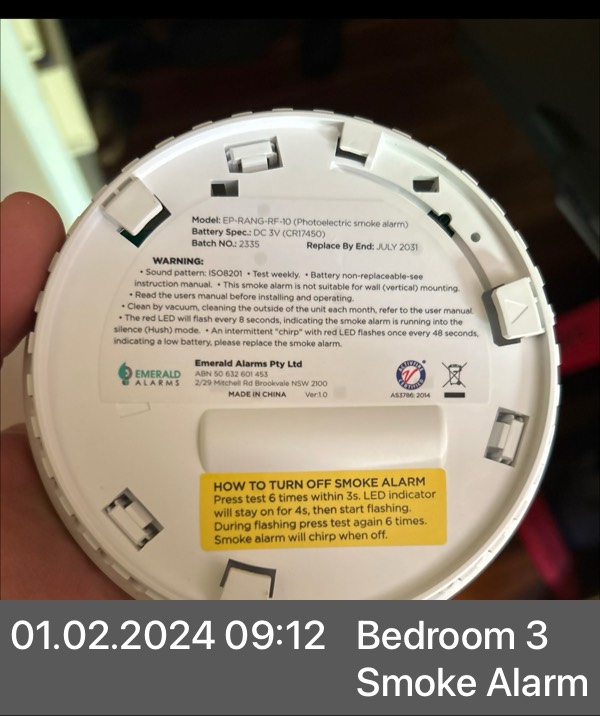 Model: EP-RANG-RF-10 (Photoelectric smoke alarm)
Battery Spec.: DC 3V (CR17450)
Batch NO.: 2335 Replace By End: JULY 2031
WARNING:
• Sound pattern: ISO8201 • Test weekly. • Battery non-replaceable-see
instruction manual. • This smoke alarm is not suitable for wall (vertical) mounting.
• Read the users manual before installing and operating.
• Clean by vacuum, cleaning the outside of the unit each month, refer to the user manual.
• The red LED will flash every 8 seconds, indicating the smoke alarm is running into the
silence (Hush) mode. • An intermittent "chirp" with red LED flashes once every 48 seconds,
indicating a low battery, please replace the smoke alarm.
EMERALD
ALARMS
Emerald Alarms Pty Ltd
ABN 50 632 601 453
2/29 Mitchell Rd Brookvale NSW 2100
MADE IN CHINA Ver:1.0
ACTIVFIRE
CERTIFIED
AS3786: 2014
HOW TO TURN OFF SMOKE ALARM
Press test 6 times within 3s. LED indicator
will stay on for 4s, then start flashing.
During flashing press test again 6 times.
Smoke alarm will chirp when off.
01.02.2024 09:12 Bedroom 3
Smoke Alarm